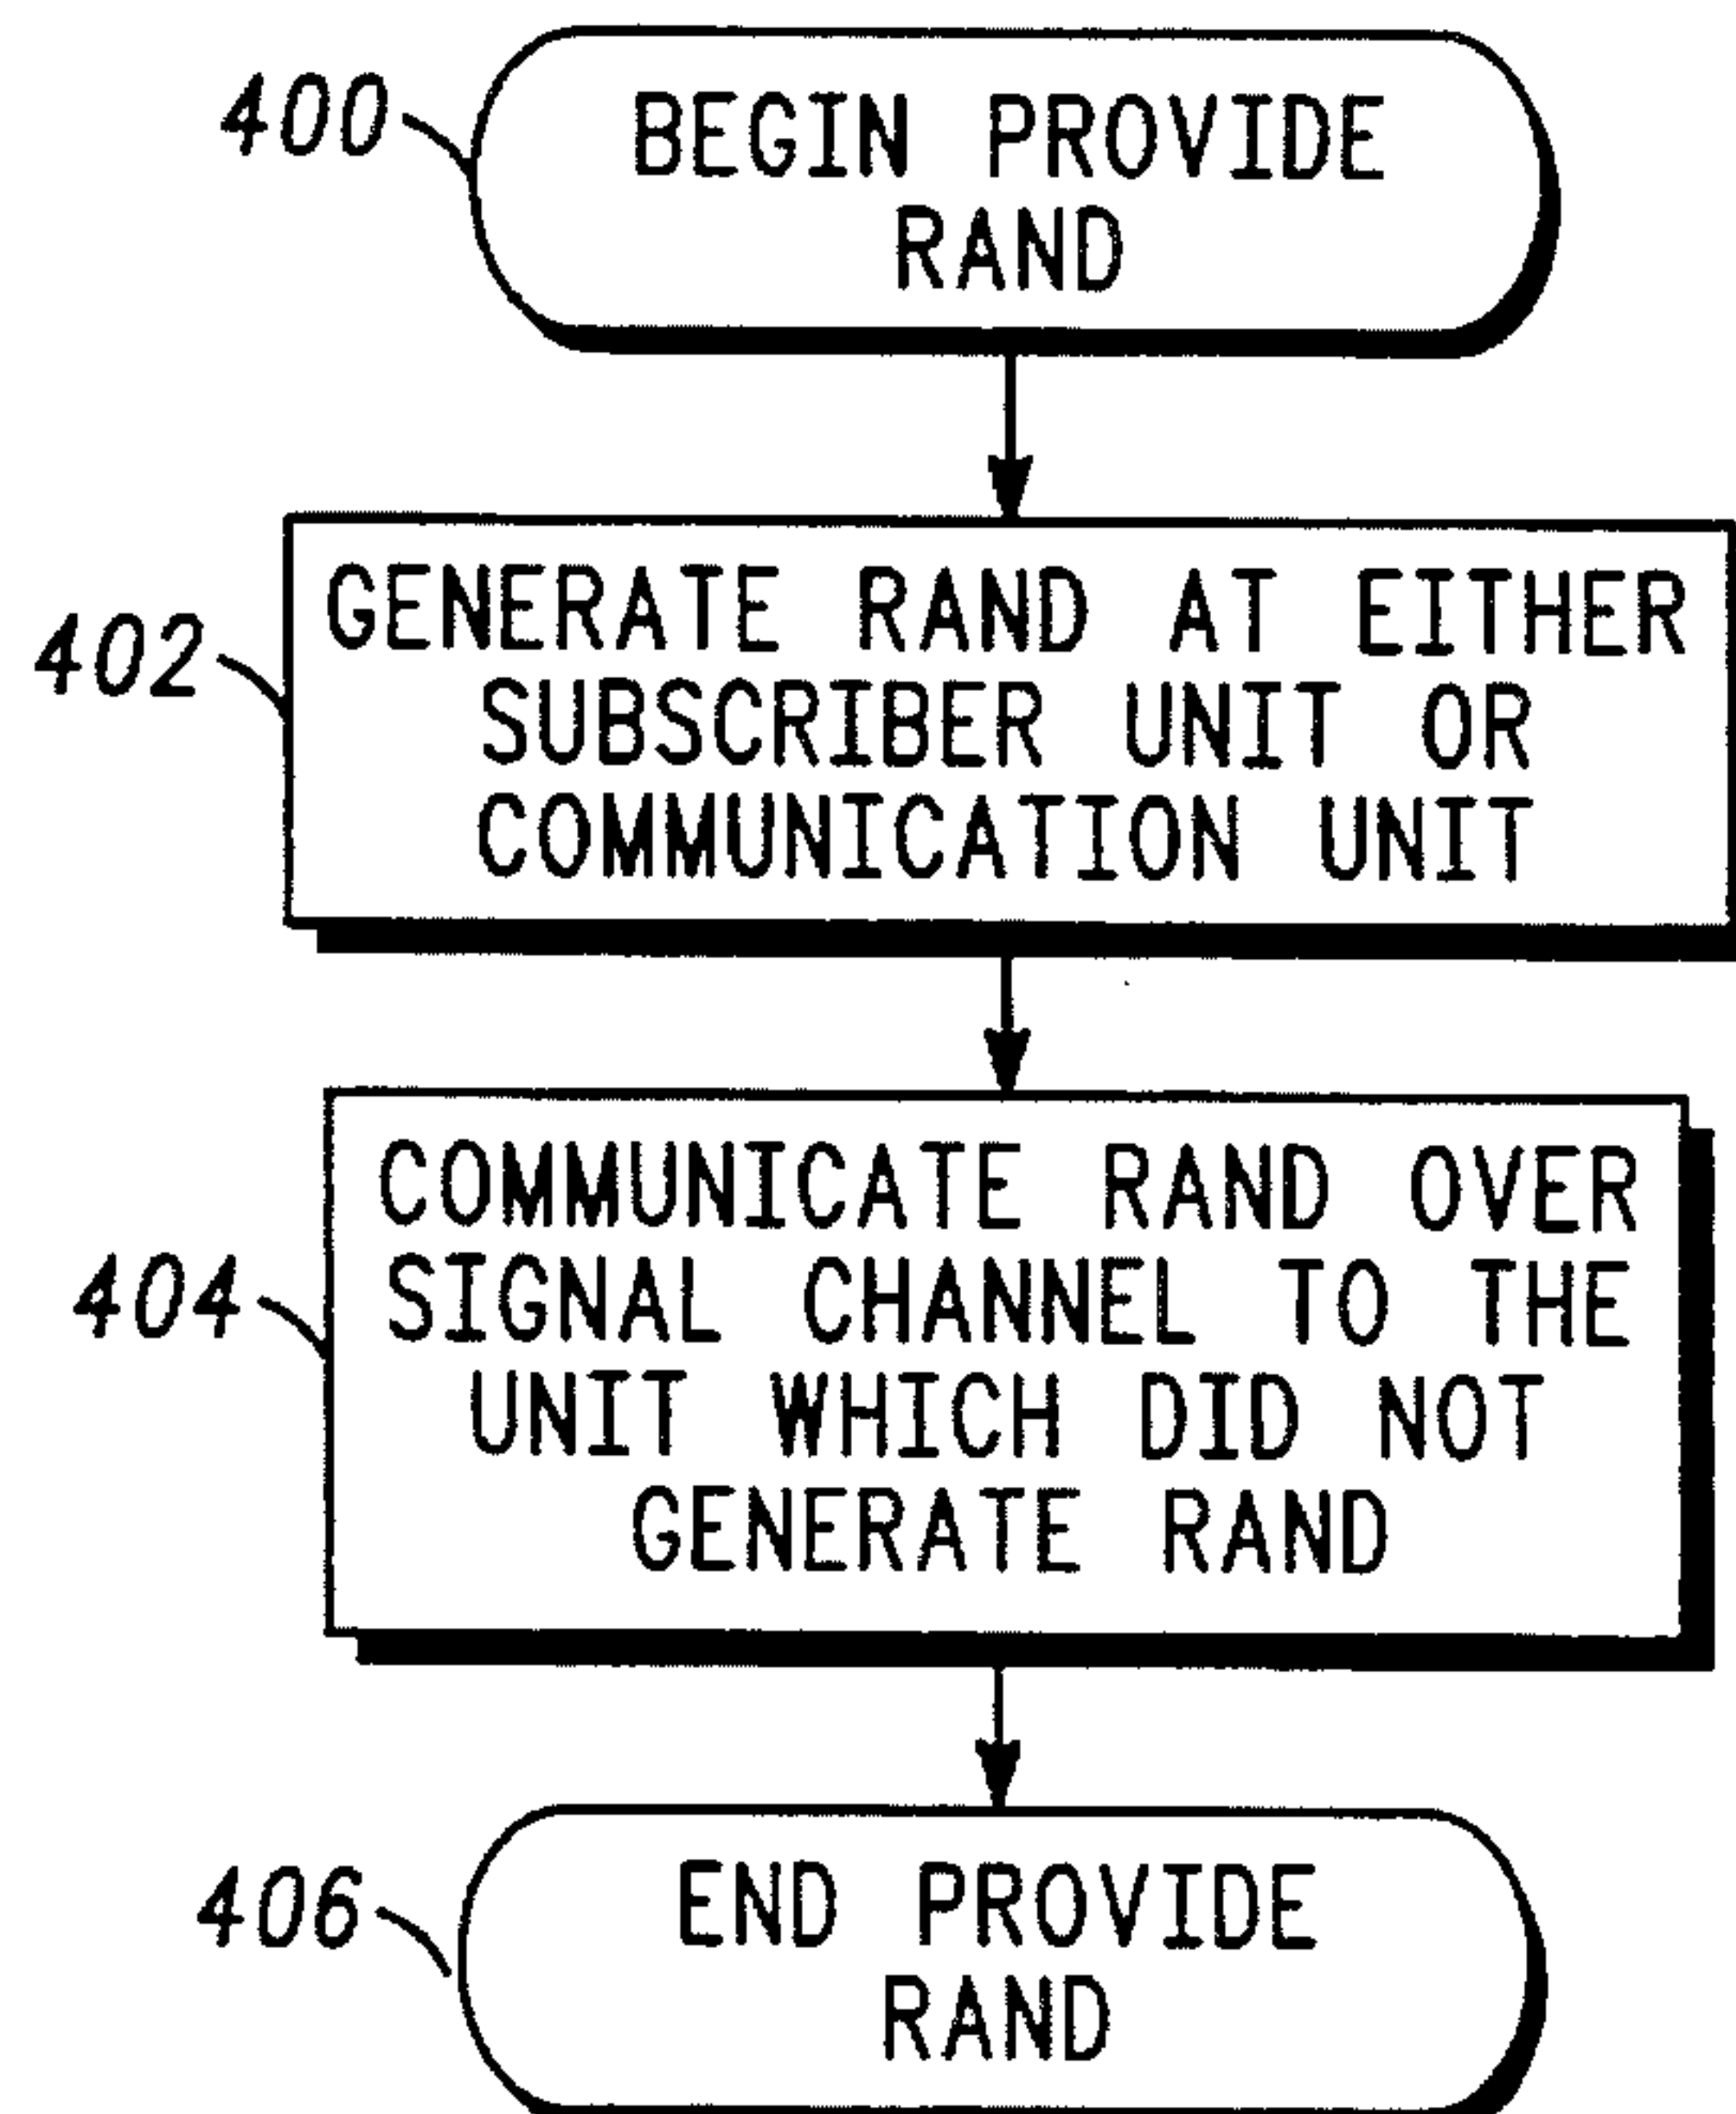 400
BEGIN PROVIDE
RAND
402
GENERATE RAND AT EITHER
SUBSCRIBER UNIT OR
COMMUNICATION UNIT
404
COMMUNICATE RAND OVER
SIGNAL CHANNEL TO THE
UNIT WHICH DID NOT
GENERATE RAND
406
END PROVIDE
RAND